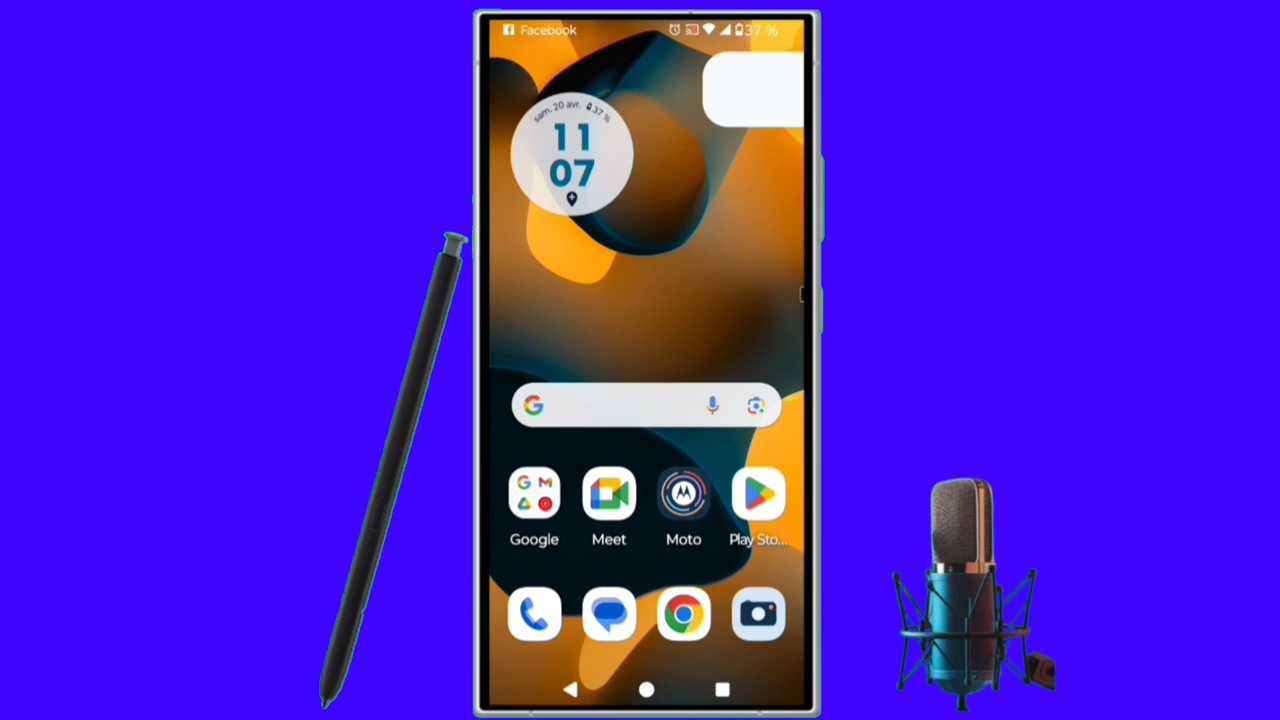 Facebook
37 %
sam. 20 avr. 37 %
11
07
Google
Meet
Moto
Play Sto...